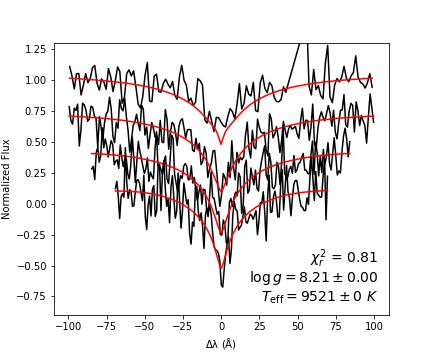 1.25
1.00
0.75
0.50
0.25
0.00
−0.25
−0.50
−0.75
Normalized Flux
χ²ᵣ = 0.81
log g = 8.21 ± 0.00
T_eff = 9521 ± 0 K
−100 −75 −50 −25 0 25 50 75 100
Δλ (Å)